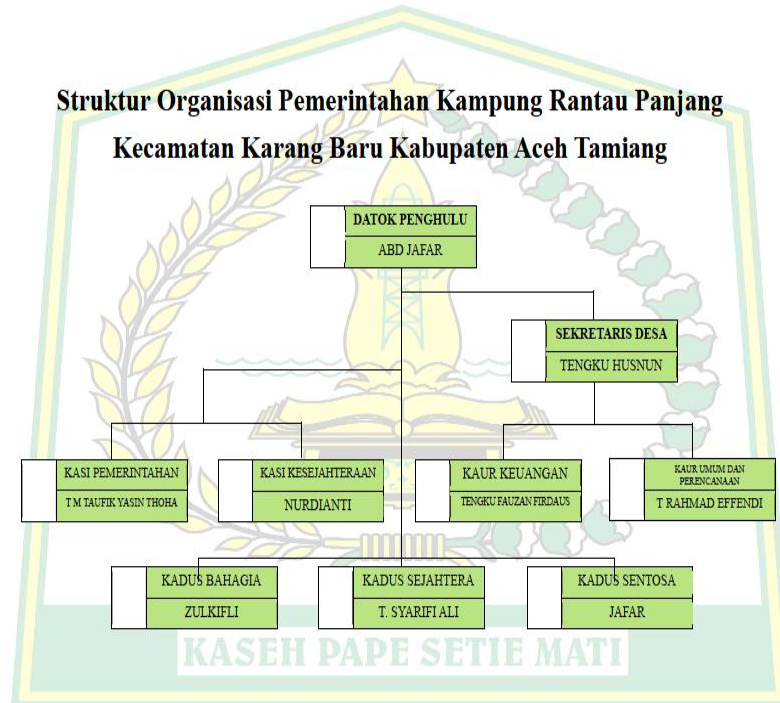 Struktur Organisasi Pemerintahan Kampung Rantau Panjang
Kecamatan Karang Baru Kabupaten Aceh Tamiang
DATOK PENGHULU
ABD JAFAR
SEKRETARIS DESA
TENGKU HUSNUN
KASI PEMERINTAHAN
T M TAUFIK YASIN THOHA
KASI KESEJAHTERAAN
NURDIANTI
KAUR KEUANGAN
TENGKU FAUZAN FIRDAUS
KAUR UMUM DAN
PERENCANAAN
T RAHMAD EFFENDI
KADUS BAHAGIA
ZULKIFLI
KADUS SEJAHTERA
T. SYARIFI ALI
KADUS SENTOSA
JAFAR
KASEH PAPE SETIE MATI